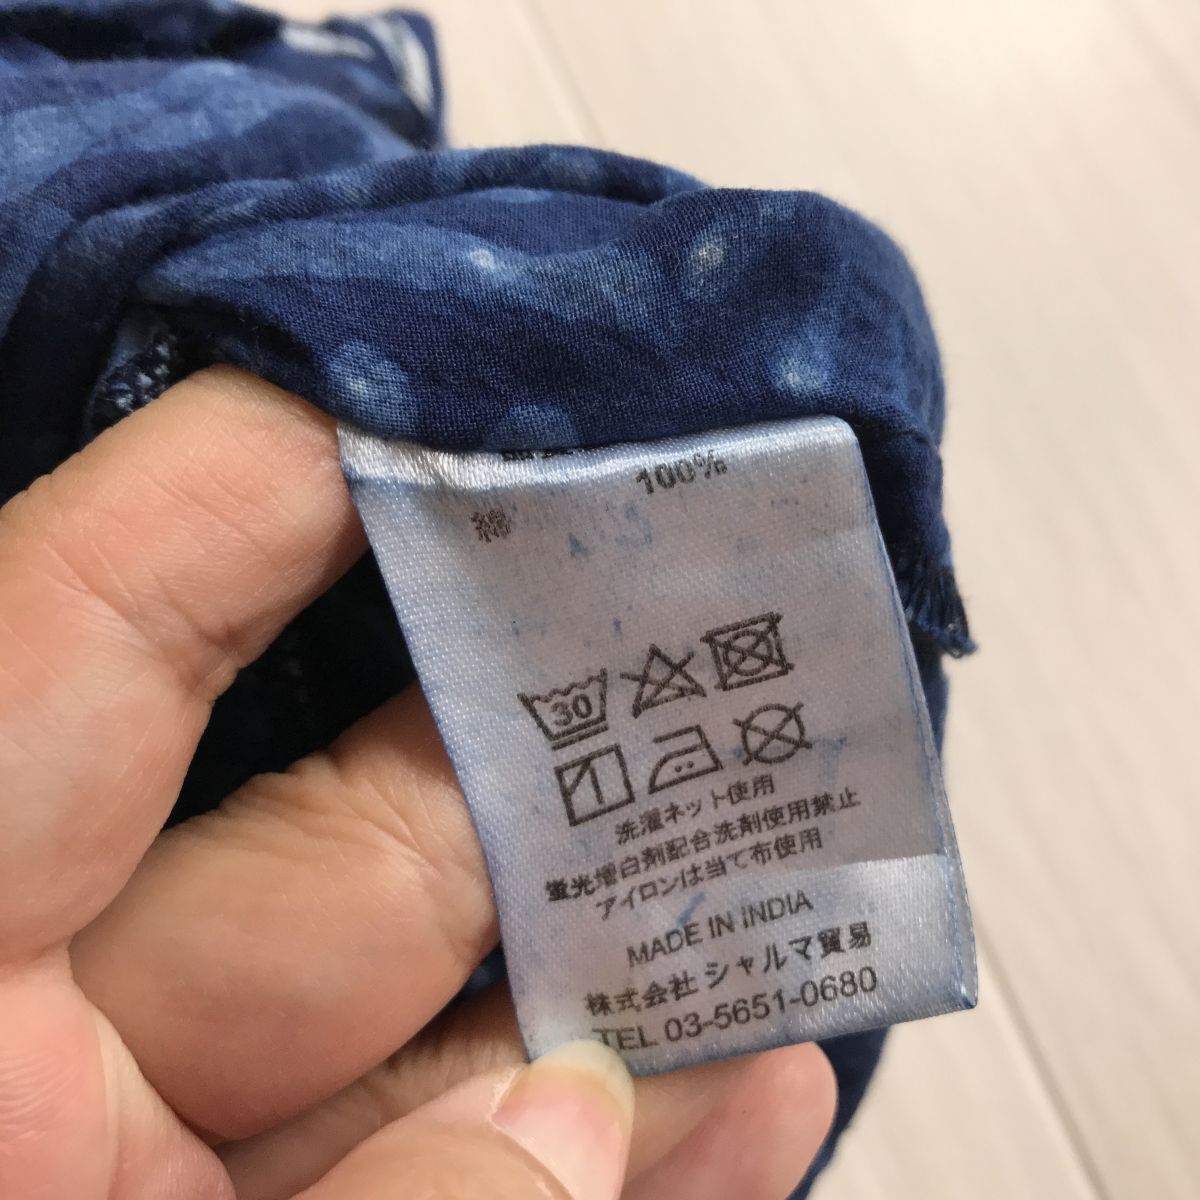 綿 100%
30
洗濯ネット使用
蛍光増白剤配合洗剤使用禁止
アイロンは当て布使用
MADE IN INDIA
株式会社 シャルマ貿易
TEL 03-5651-0680